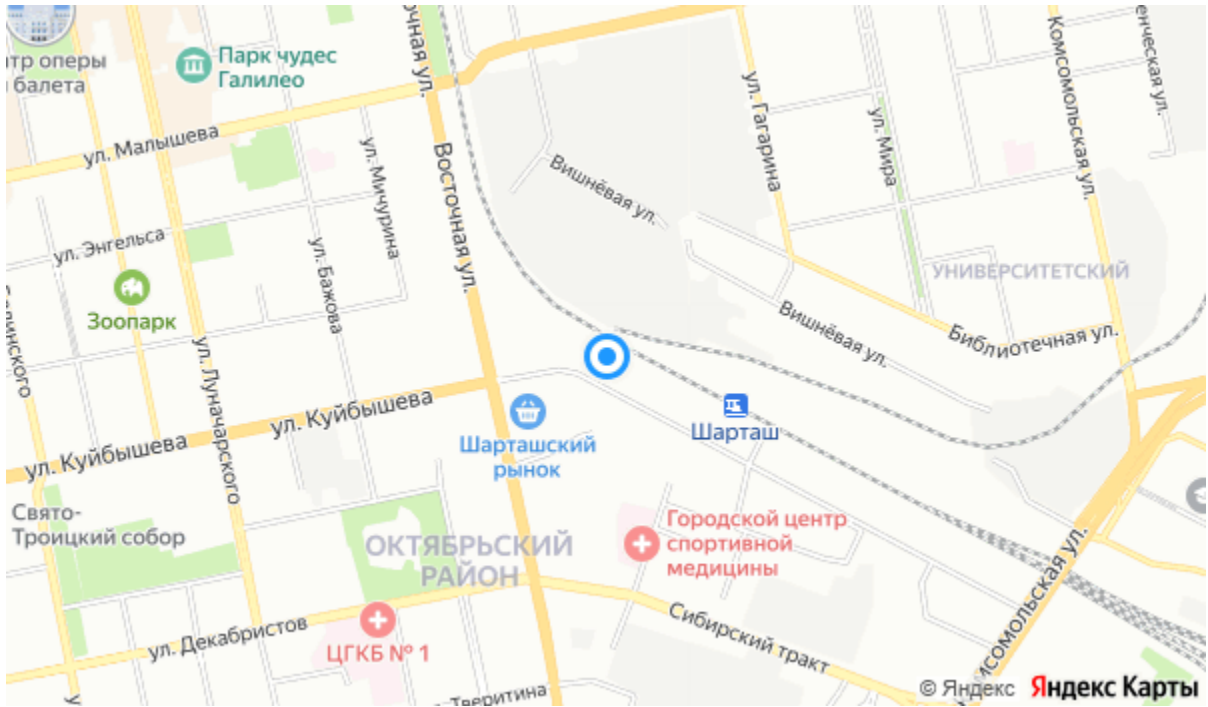 тр оперы
балета
Парк чудес
Галилео
ул. Малышева
Восточная ул.
ул. Мичурина
ул. Энгельса
ул. Бажова
Зоопарк
ул. Луначарского
ул. Куйбышева
ул. Куйбышева
Свято-
Троицкий собор
Шарташский
рынок
Шарташ
ОКТЯБРЬСКИЙ
РАЙОН
Городской центр
спортивной
медицины
ЦГКБ № 1
ул. Декабристов
Сибирский тракт
Тверитина
Вишнёвая ул.
Вишнёвая ул.
ул. Гагарина
ул. Мира
Комсомольская ул.
УНИВЕРСИТЕТСКИЙ
Библиотечная ул.
омсомольская ул.
© Яндекс Яндекс Карты